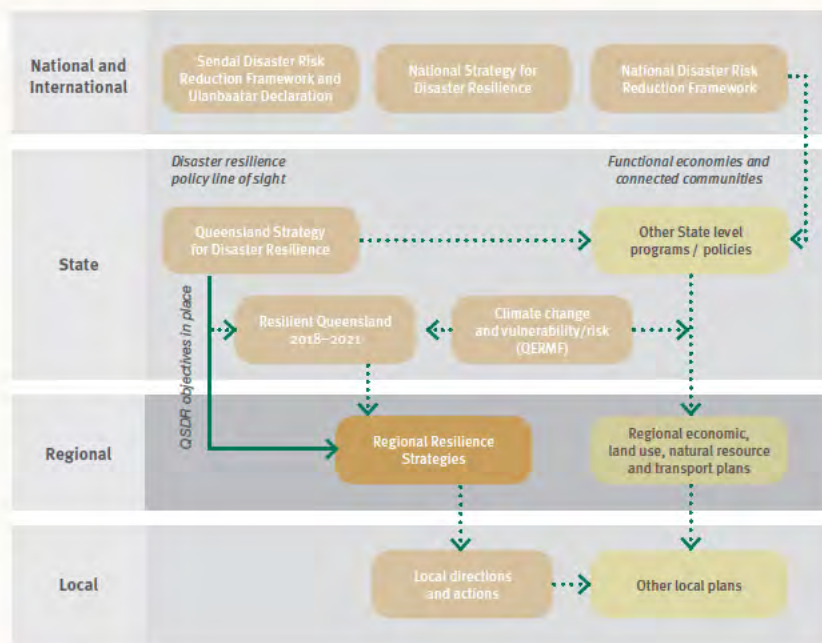 National and
International
Sendai Disaster Risk
Reduction Framework and
Ulanbaatar Declaration
National Strategy for
Disaster Resilience
National Disaster Risk
Reduction Framework
State
Disaster resilience
policy line of sight
Functional economies and
connected communities
Queensland Strategy
for Disaster Resilience
Other State level
programs / policies
QSDR objectives in place
Resilient Queensland
2018–2021
Climate change
and vulnerability/risk
(QERMF)
Regional
Regional Resilience
Strategies
Regional economic,
land use, natural resource
and transport plans
Local
Local directions
and actions
Other local plans